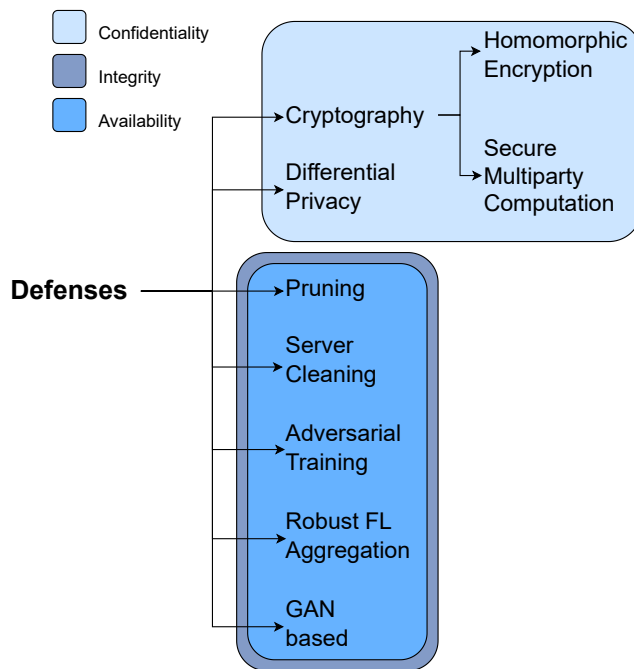 Confidentiality
Integrity
Availability
Homomorphic
Encryption
Cryptography
Secure
Multiparty
Computation
Differential
Privacy
Defenses
Pruning
Server
Cleaning
Adversarial
Training
Robust FL
Aggregation
GAN
based